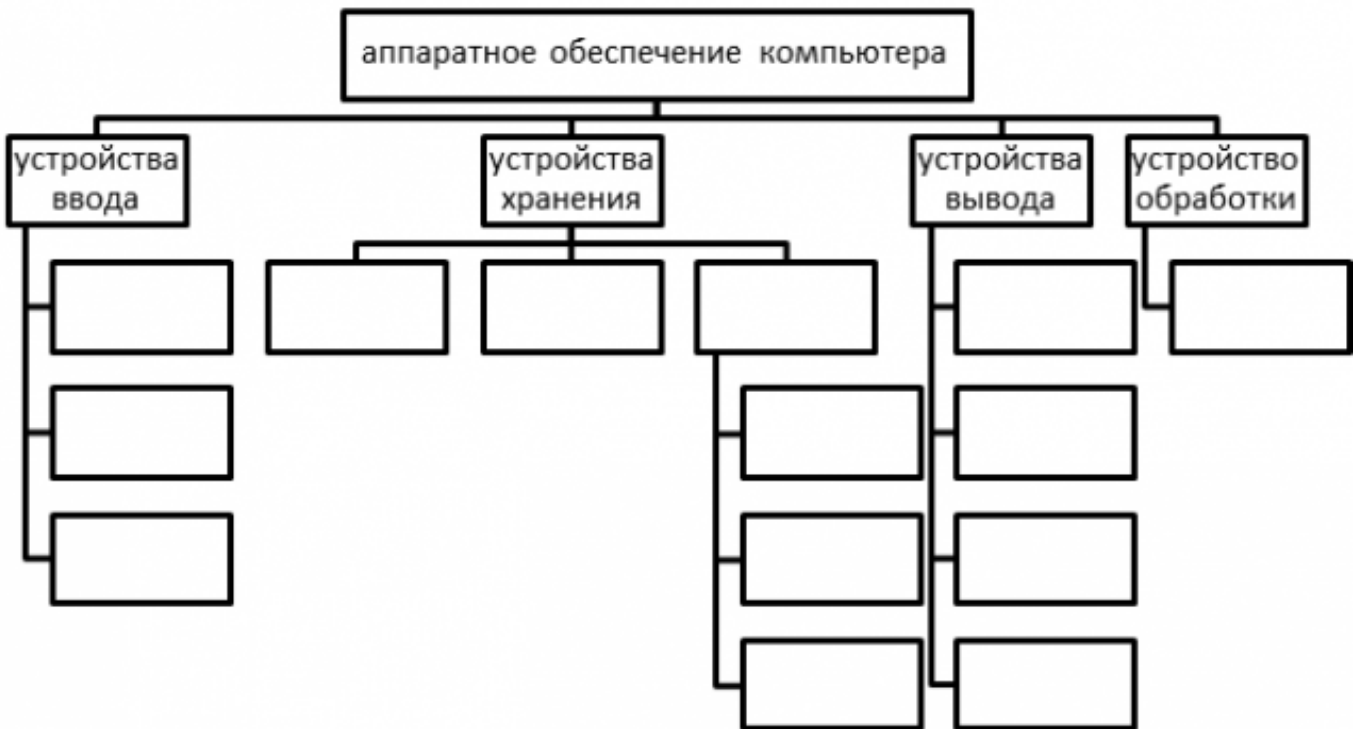 аппаратное обеспечение компьютера
устройства
ввода
устройства
хранения
устройства
вывода
устройство
обработки